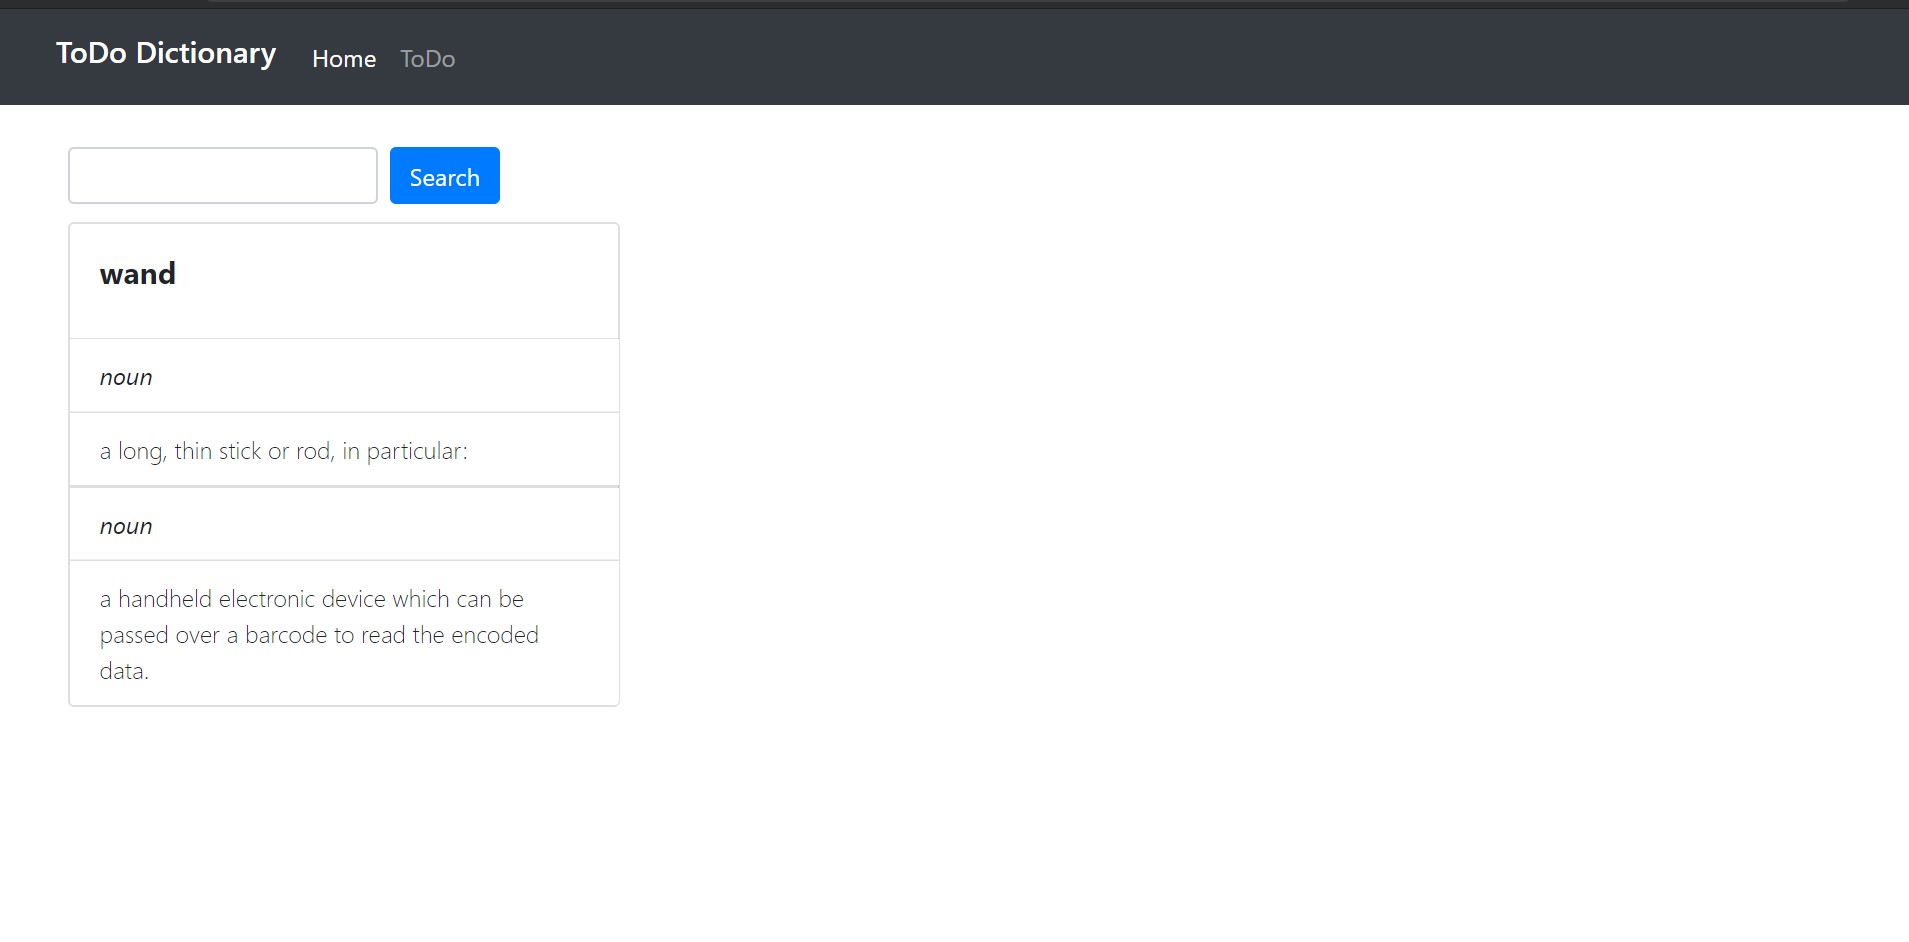 ToDo Dictionary Home ToDo
Search
wand
noun
a long, thin stick or rod, in particular:
noun
a handheld electronic device which can be
passed over a barcode to read the encoded
data.